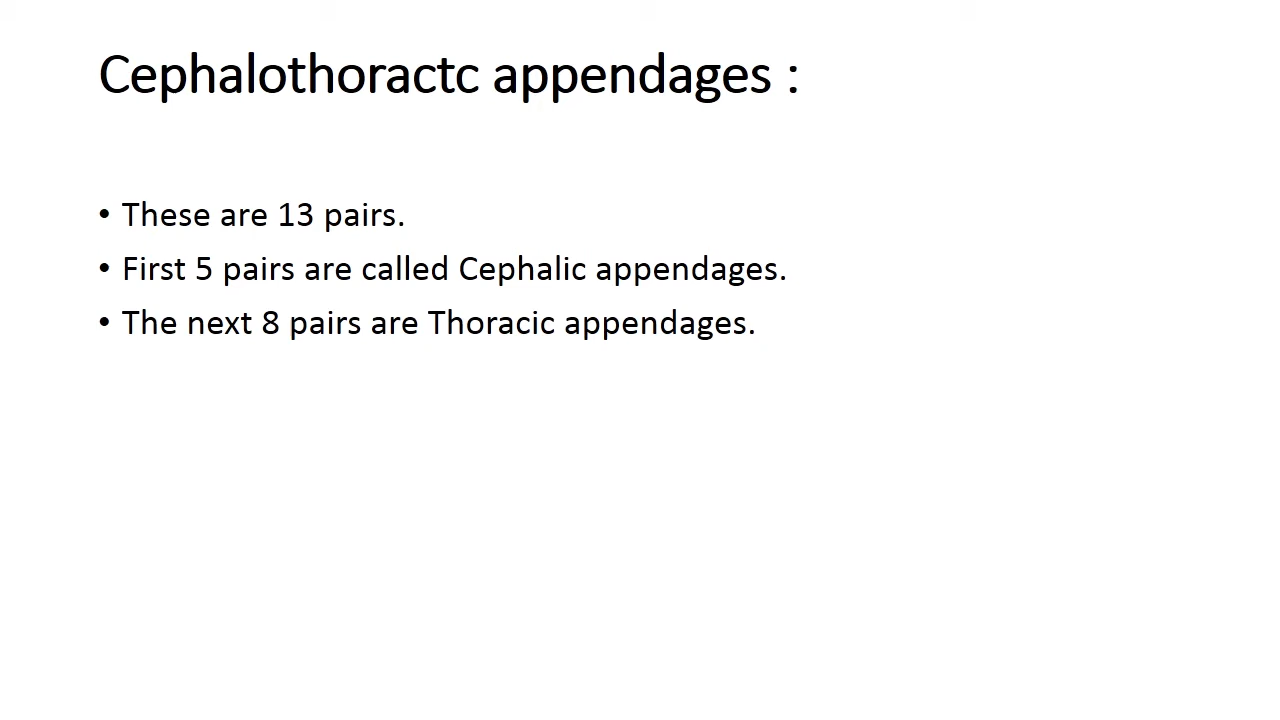 Cephalothoractc appendages :
• These are 13 pairs.
• First 5 pairs are called Cephalic appendages.
• The next 8 pairs are Thoracic appendages.